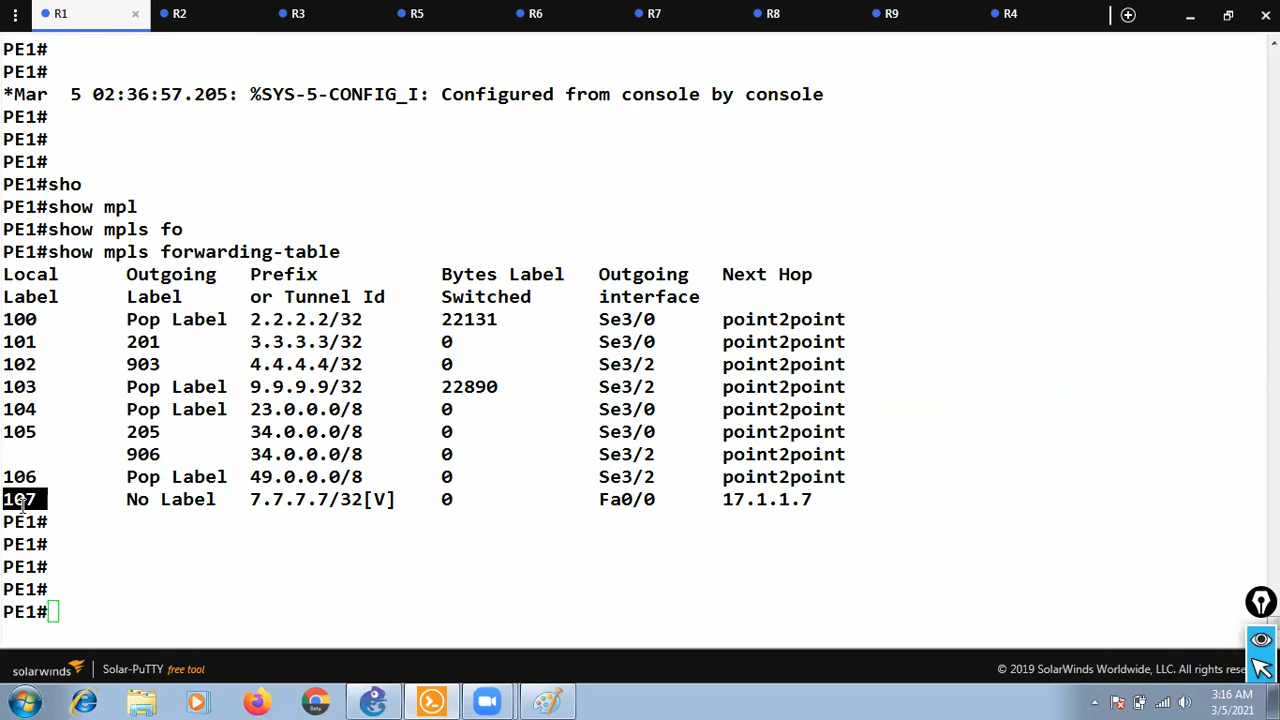 R1 × R2 R3 R5 R6 R7 R8 R9 R4
PE1#
PE1#
*Mar  5 02:36:57.205: %SYS-5-CONFIG_I: Configured from console by console
PE1#
PE1#
PE1#
PE1#sho
PE1#show mpl
PE1#show mpls fo
PE1#show mpls forwarding-table
Local      Outgoing   Prefix           Bytes Label   Outgoing   Next Hop
Label      Label      or Tunnel Id     Switched      interface
100        Pop Label  2.2.2.2/32       22131         Se3/0      point2point
101        201        3.3.3.3/32       0             Se3/0      point2point
102        903        4.4.4.4/32       0             Se3/2      point2point
103        Pop Label  9.9.9.9/32       22890         Se3/2      point2point
104        Pop Label  23.0.0.0/8       0             Se3/0      point2point
105        205        34.0.0.0/8       0             Se3/0      point2point
           906        34.0.0.0/8       0             Se3/2      point2point
106        Pop Label  49.0.0.0/8       0             Se3/2      point2point
107        No Label   7.7.7.7/32[V]    0             Fa0/0      17.1.1.7
PE1#
PE1#
PE1#
PE1#
PE1#
solarwinds Solar-PuTTY free tool © 2019 SolarWinds Worldwide, LLC. All rights rese
3:16 AM
3/5/2021